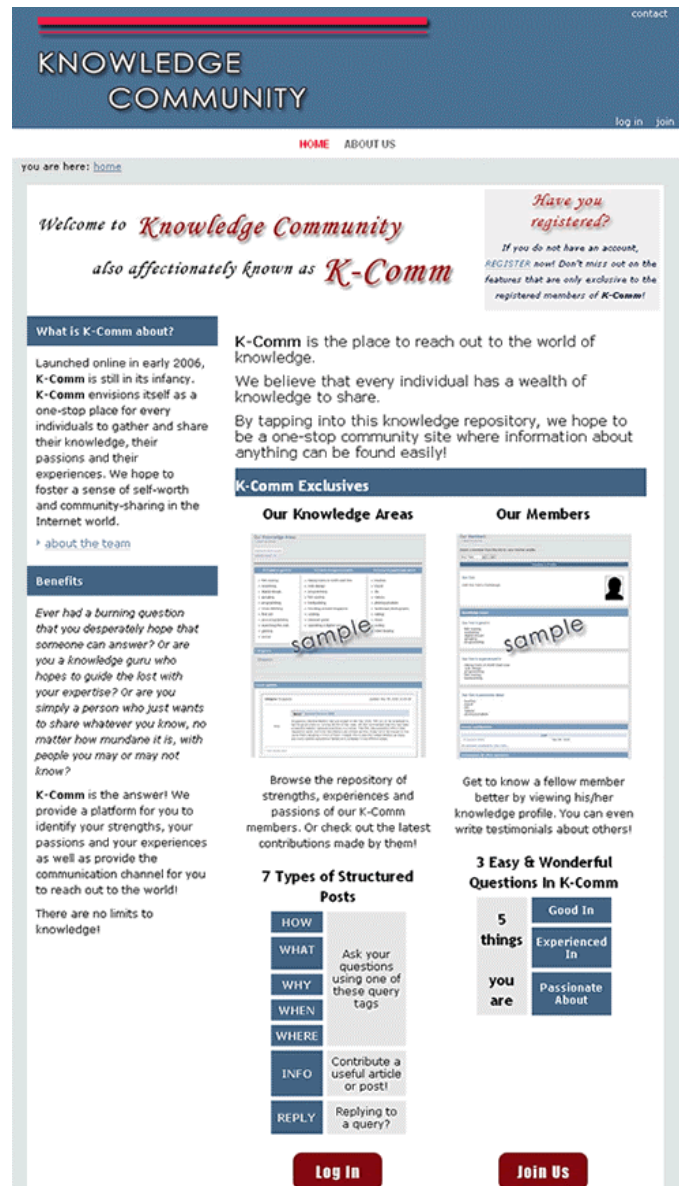 contact
KNOWLEDGE
COMMUNITY
log in join
HOME ABOUT US
you are here: home
Welcome to Knowledge Community
also affectionately known as K-Comm
Have you
registered?
If you do not have an account,
REGISTER now! Don't miss out on the
features that are only exclusive to the
registered members of K-Comm!
What is K-Comm about?
Launched online in early 2006,
K-Comm is still in its infancy.
K-Comm envisions itself as a
one-stop place for every
individuals to gather and share
their knowledge, their
passions and their
experiences. We hope to
foster a sense of self-worth
and community-sharing in the
Internet world.
about the team
Benefits
Ever had a burning question
that you desperately hope that
someone can answer? Or are
you a knowledge guru who
hopes to guide the lost with
your expertise? Or are you
simply a person who just wants
to share whatever you know, no
matter how mundane it is, with
people you may or may not
know?
K-Comm is the answer! We
provide a platform for you to
identify your strengths, your
passions and your experiences
as well as provide the
communication channel for you
to reach out to the world!
There are no limits to
knowledge!
K-Comm is the place to reach out to the world of
knowledge.
We believe that every individual has a wealth of
knowledge to share.
By tapping into this knowledge repository, we hope to
be a one-stop community site where information about
anything can be found easily!
K-Comm Exclusives
Our Knowledge Areas
sample
Browse the repository of
strengths, experiences and
passions of our K-Comm
members. Or check out the latest
contributions made by them!
Our Members
sample
Get to know a fellow member
better by viewing his/her
knowledge profile. You can even
write testimonials about others!
7 Types of Structured
Posts
HOW
WHAT
WHY
WHEN
WHERE
Ask your
questions
using one of
these query
tags
INFO
Contribute a
useful article
or post!
REPLY
Replying to
a query?
3 Easy & Wonderful
Questions In K-Comm
5
things
you
are
Good In
Experienced
In
Passionate
About
Log In
Join Us